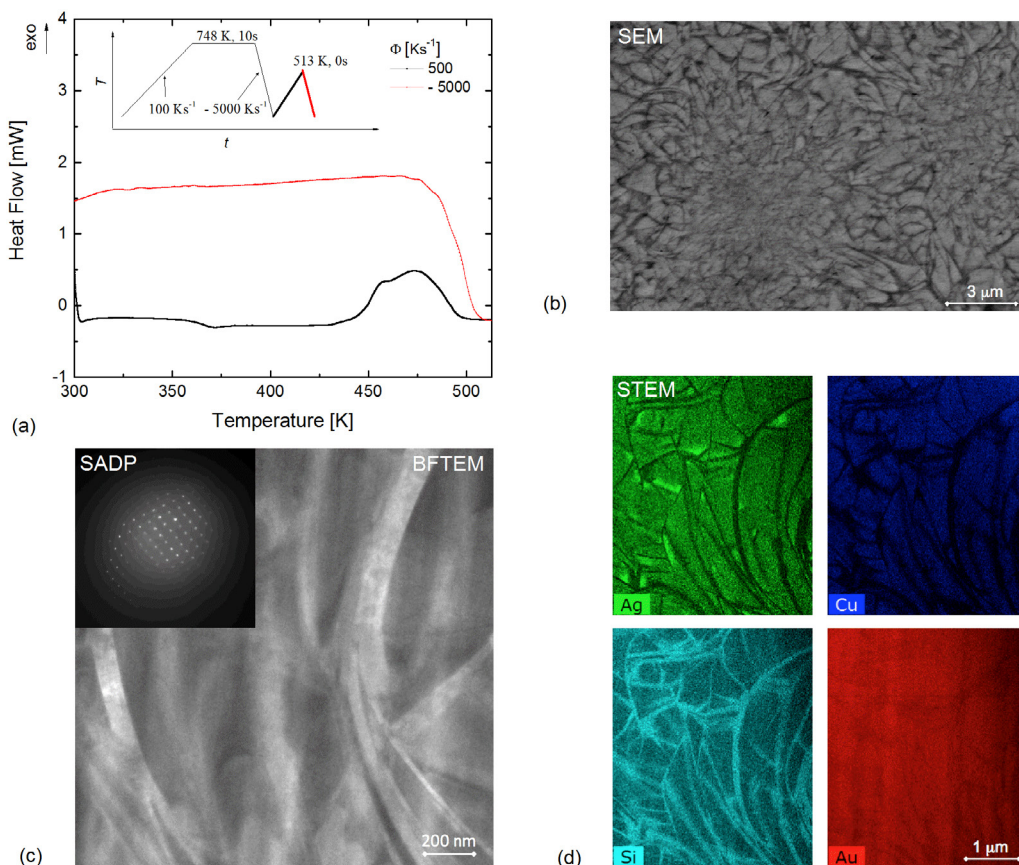 exo
4
3
2
1
0
-1
Heat Flow [mW]
300
350
400
450
500
Temperature [K]
T
t
748 K, 10s
100 Ks⁻¹
- 5000 Ks⁻¹
513 K, 0s
Φ [Ks⁻¹]
500
- 5000
(a)
SEM
3 μm
(b)
SADP
BFTEM
200 nm
(c)
STEM
Ag
Cu
Si
Au
1 μm
(d)